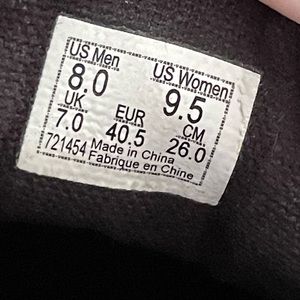 US Men US Women
8.0 9.5
UK EUR CM
7.0 40.5 26.0
721454 Made in China
Fabrique en Chine